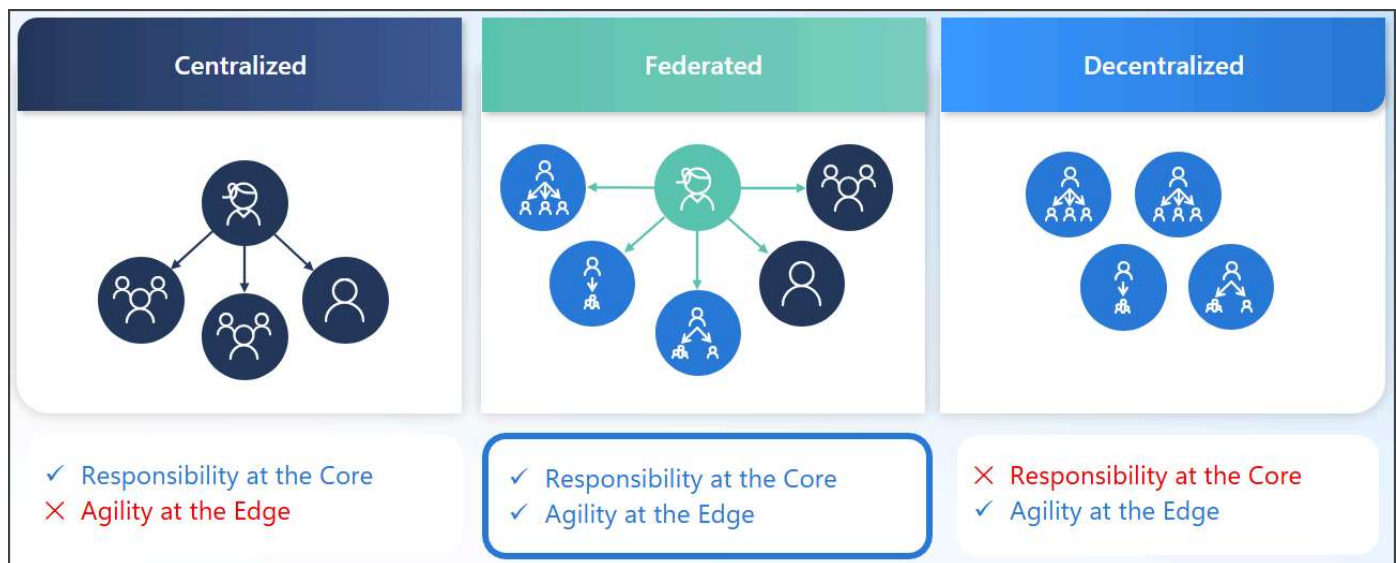 Centralized
Federated
Decentralized
✓ Responsibility at the Core
✕ Agility at the Edge
✓ Responsibility at the Core
✓ Agility at the Edge
✕ Responsibility at the Core
✓ Agility at the Edge